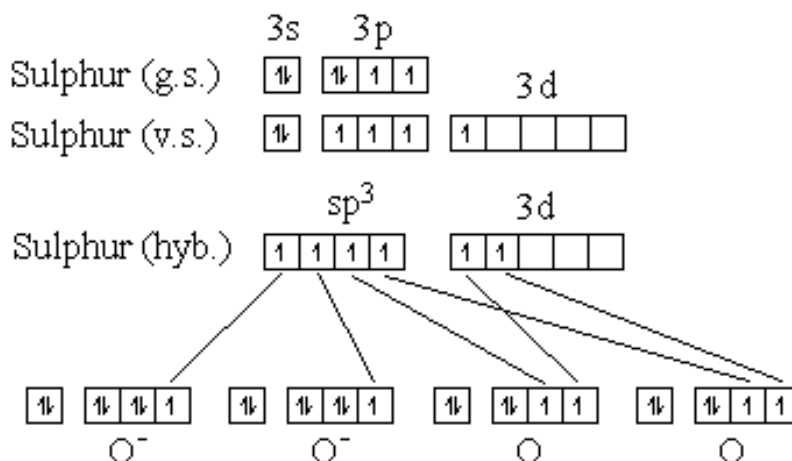 3s 3p
Sulphur (g.s.)
3d
Sulphur (v.s.)
sp³ 3d
Sulphur (hyb.)
O⁻ O⁻ O O